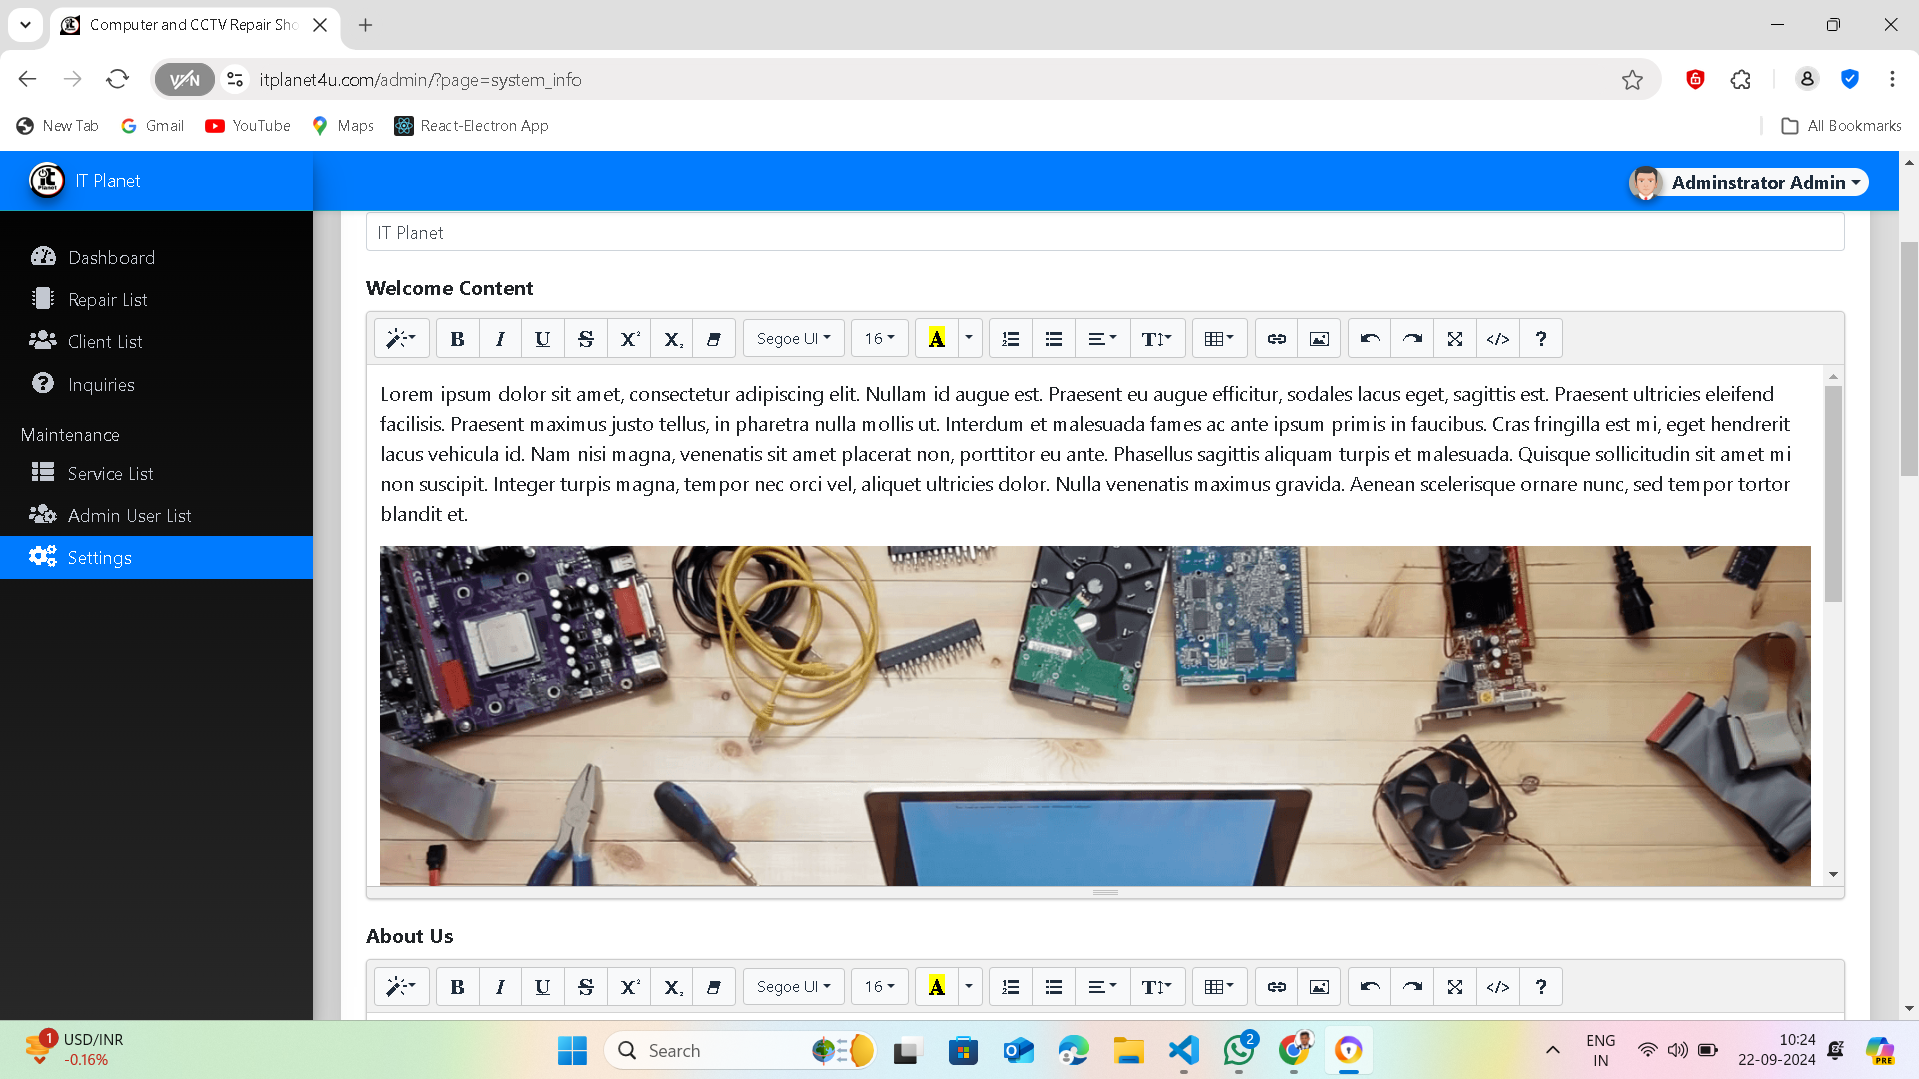 Computer and CCTV Repair Sho
VPN
itplanet4u.com/admin/?page=system_info
New Tab
Gmail
YouTube
Maps
React-Electron App
All Bookmarks
IT Planet
Adminstrator Admin
Dashboard
Repair List
Client List
Inquiries
Maintenance
Service List
Admin User List
Settings
IT Planet
Welcome Content
B I U S X² X₂ Segoe UI 16 A T </> ?
Lorem ipsum dolor sit amet, consectetur adipiscing elit. Nullam id augue est. Praesent eu augue efficitur, sodales lacus eget, sagittis est. Praesent ultricies eleifend
facilisis. Praesent maximus justo tellus, in pharetra nulla mollis ut. Interdum et malesuada fames ac ante ipsum primis in faucibus. Cras fringilla est mi, eget hendrerit
lacus vehicula id. Nam nisi magna, venenatis sit amet placerat non, porttitor eu ante. Phasellus sagittis aliquam turpis et malesuada. Quisque sollicitudin sit amet mi
non suscipit. Integer turpis magna, tempor nec orci vel, aliquet ultricies dolor. Nulla venenatis maximus gravida. Aenean scelerisque ornare nunc, sed tempor tortor
blandit et.
About Us
B I U S X² X₂ Segoe UI 16 A T </> ?
1
USD/INR
-0.16%
Search
2
ENG
IN
10:24
22-09-2024
PRE